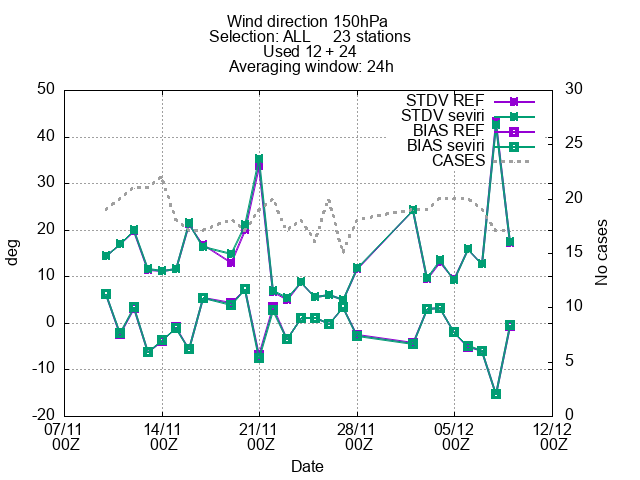 Wind direction 150hPa
Selection: ALL 23 stations
Used 12 + 24
Averaging window: 24h
STDV REF
STDV seviri
BIAS REF
BIAS seviri
CASES
50
40
30
20
10
0
-10
-20
deg
30
25
20
15
10
5
0
No cases
07/11 14/11 21/11 28/11 05/12 12/12
00Z 00Z 00Z 00Z 00Z 00Z
Date